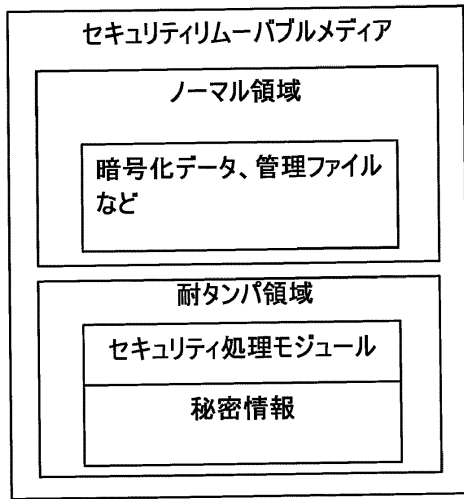 セキュリティリムーバブルメディア
ノーマル領域
暗号化データ、管理ファイル
など
耐タンパ領域
セキュリティ処理モジュール
秘密情報